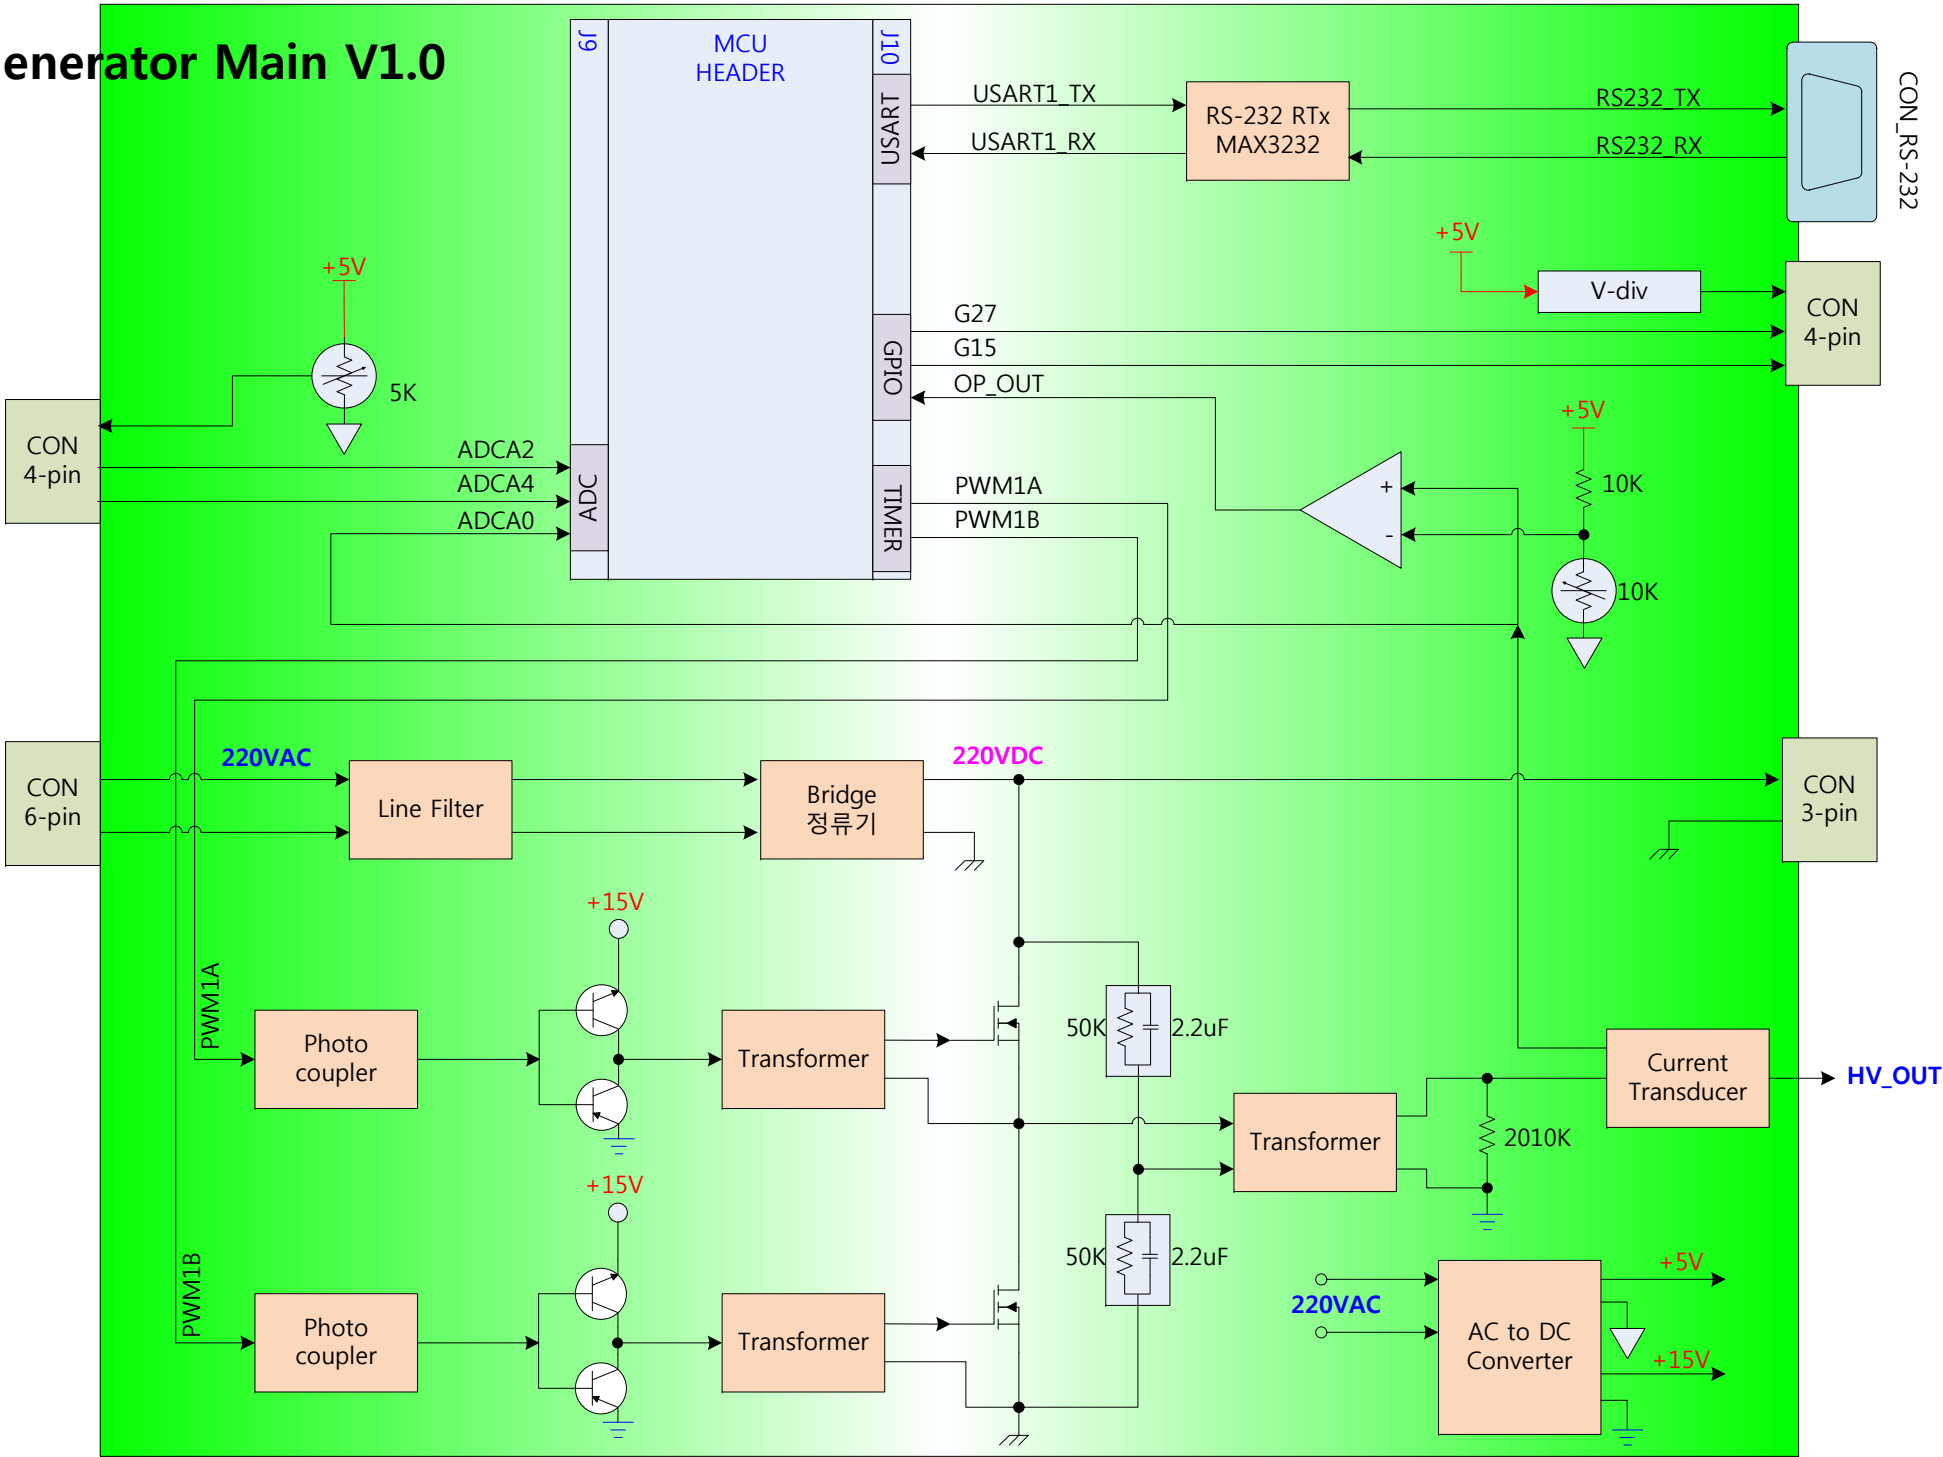 enerator Main V1.0
J9
MCU
HEADER
J10
USART
USART1_TX
USART1_RX
RS-232 RTx
MAX3232
RS232_TX
RS232_RX
CON_RS-232
+5V
V-div
CON
4-pin
+5V
5K
CON
4-pin
ADCA2
ADCA4
ADCA0
ADC
GPIO
G27
G15
OP_OUT
TIMER
PWM1A
PWM1B
+
-
+5V
10K
10K
CON
6-pin
220VAC
Line Filter
Bridge
정류기
220VDC
CON
3-pin
PWM1A
Photo
coupler
+15V
Transformer
50K
2.2uF
Transformer
2010K
Current
Transducer
HV_OUT
PWM1B
Photo
coupler
+15V
Transformer
50K
2.2uF
220VAC
AC to DC
Converter
+5V
+15V